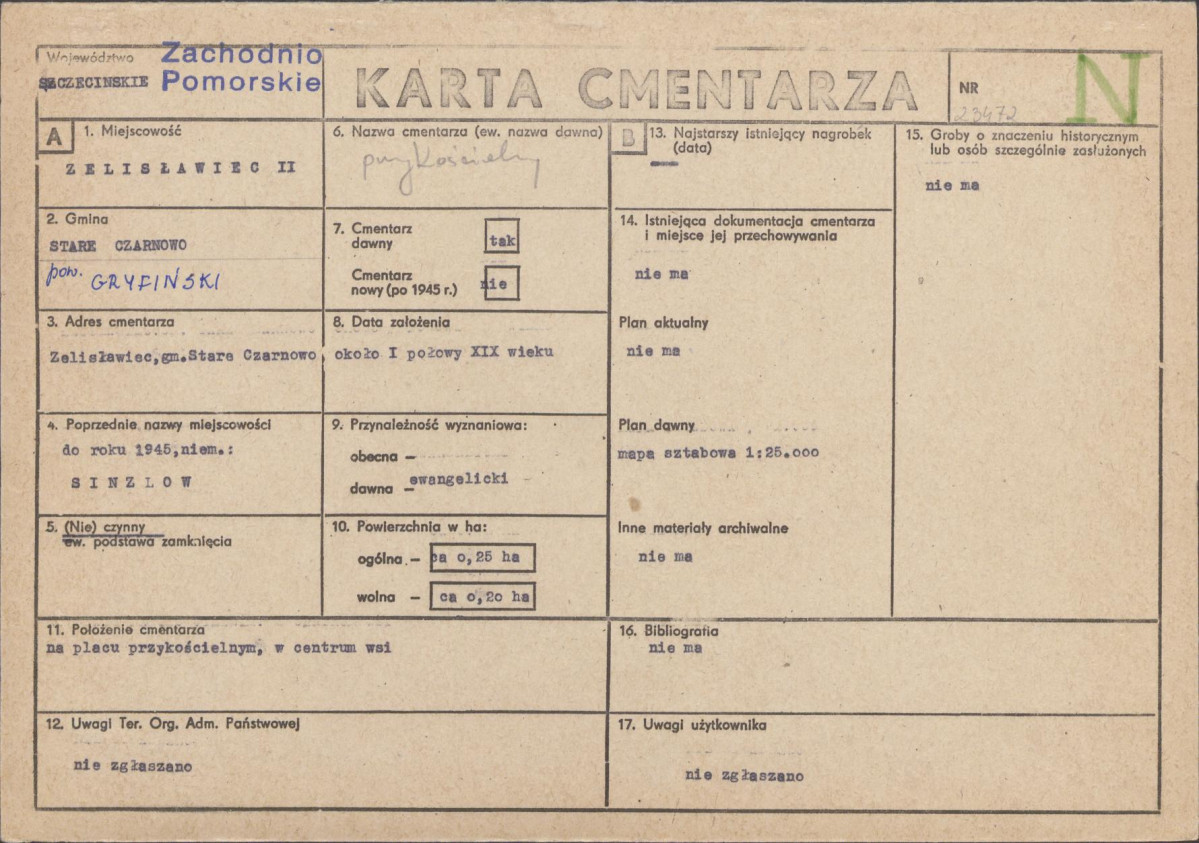 Województwo
SZCZECINSKIE
Zachodnio
Pomorskie
KARTA CMENTARZA
NR
23472
N
A
1. Miejscowość
ZELISŁAWIEC II
2. Gmina
STARE CZARNOWO
pow. GRYFIŃSKI
3. Adres cmentarza
Zelisławiec,gm.Stare Czarnowo
4. Poprzednie nazwy miejscowości
do roku 1945,niem.:
SINZLOW
5. (Nie) czynny
ew. podstawa zamknięcia
6. Nazwa cmentarza (ew. nazwa dawna)
przykościelny
7. Cmentarz
dawny
tak
Cmentarz
nowy (po 1945 r.)
nie
8. Data założenia
około I połowy XIX wieku
9. Przynależność wyznaniowa:
obecna —
dawna — ewangelicki
10. Powierzchnia w ha:
ogólna — ca o,25 ha
wolna — ca o,2o ha
11. Położenie cmentarza
na placu przykościelnym, w centrum wsi
12. Uwagi Ter. Org. Adm. Państwowej
nie zgłaszano
B
13. Najstarszy istniejący nagrobek
(data)
—
14. Istniejąca dokumentacja cmentarza
i miejsce jej przechowywania
nie ma
Plan aktualny
nie ma
Plan dawny
mapa sztabowa 1:25.ooo
Inne materiały archiwalne
nie ma
15. Groby o znaczeniu historycznym
lub osób szczególnie zasłużonych
nie ma
16. Bibliografia
nie ma
17. Uwagi użytkownika
nie zgłaszano